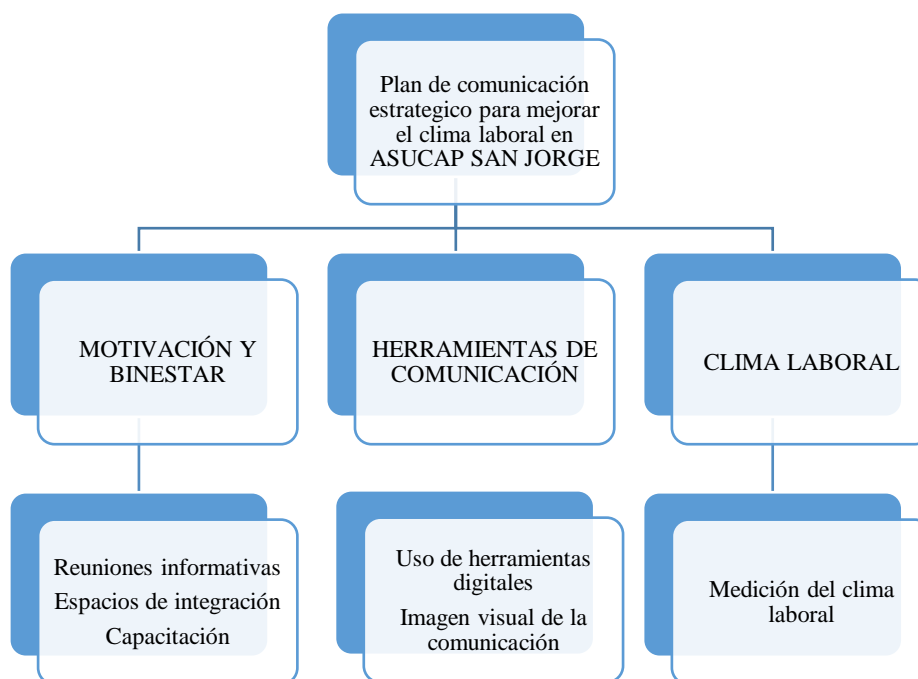 Plan de comunicación
estrategico para mejorar
el clima laboral en
ASUCAP SAN JORGE
MOTIVACIÓN Y
BINESTAR
HERRAMIENTAS DE
COMUNICACIÓN
CLIMA LABORAL
Reuniones informativas
Espacios de integración
Capacitación
Uso de herramientas
digitales
Imagen visual de la
comunicación
Medición del clima
laboral